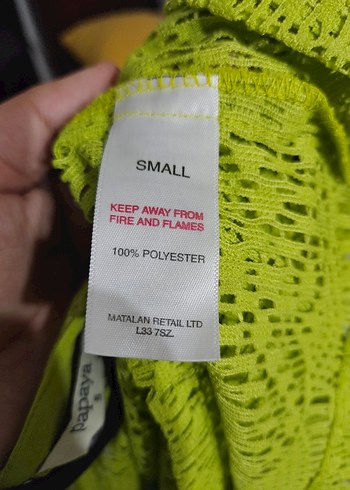 SMALL
KEEP AWAY FROM
FIRE AND FLAMES
100% POLYESTER
MATALAN RETAIL LTD
L33 7SZ.
papaya